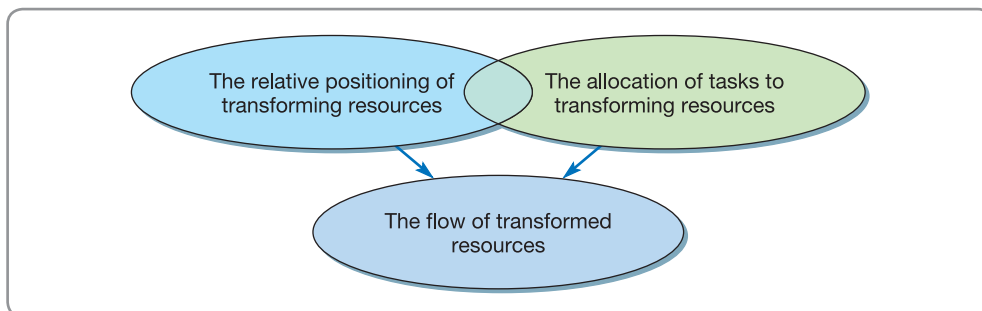 The relative positioning of
transforming resources
The allocation of tasks to
transforming resources
The flow of transformed
resources